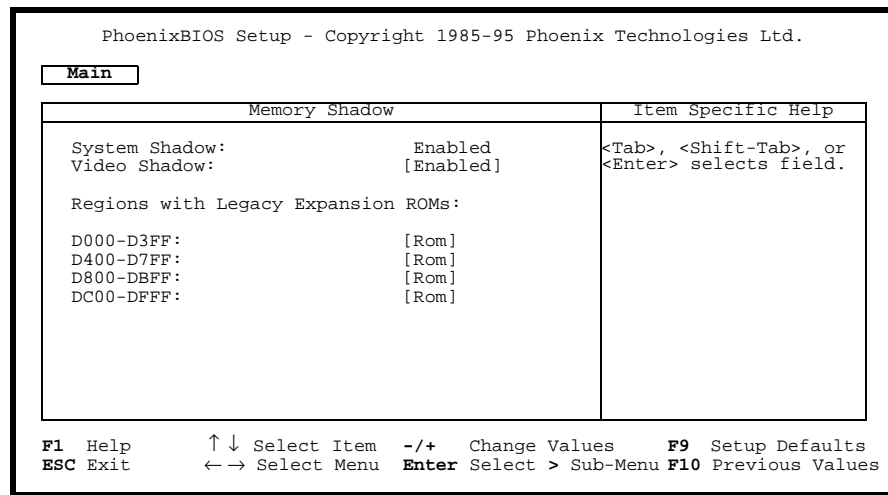 PhoenixBIOS Setup - Copyright 1985-95 Phoenix Technologies Ltd.
Main
Memory Shadow
Item Specific Help
System Shadow: Enabled
Video Shadow: [Enabled]
Regions with Legacy Expansion ROMs:
D000-D3FF: [Rom]
D400-D7FF: [Rom]
D800-DBFF: [Rom]
DC00-DFFF: [Rom]
<Tab>, <Shift-Tab>, or
<Enter> selects field.
F1 Help ↑↓ Select Item -/+ Change Values F9 Setup Defaults
ESC Exit ←→ Select Menu Enter Select > Sub-Menu F10 Previous Values